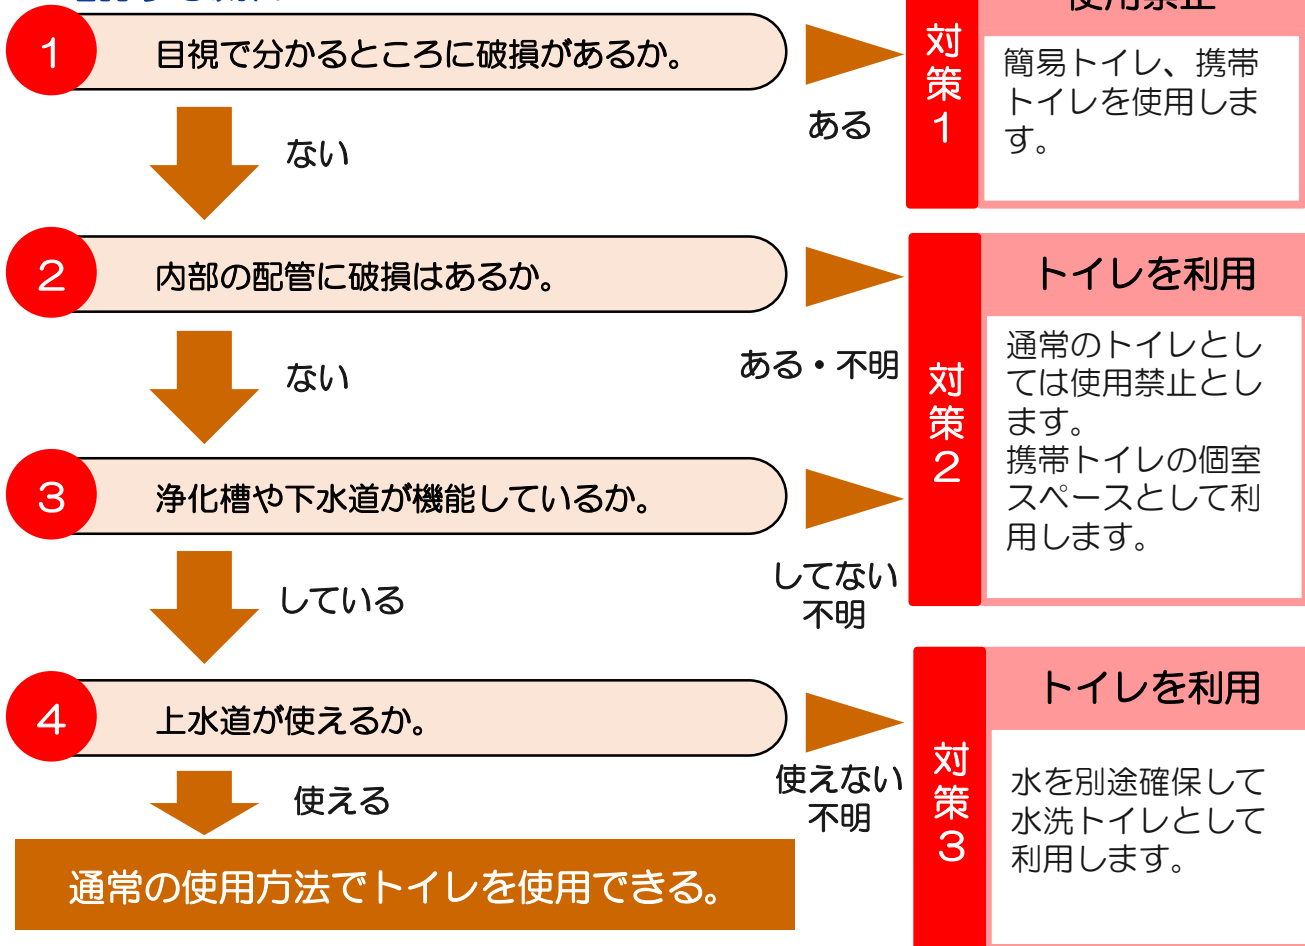 使用禁止
1
目視で分かるところに破損があるか。
ある
ない
対策1
簡易トイレ、携帯
トイレを使用しま
す。
2
内部の配管に破損はあるか。
ある・不明
ない
対策2
トイレを利用
通常のトイレとし
ては使用禁止とし
ます。
携帯トイレの個室
スペースとして利
用します。
3
浄化槽や下水道が機能しているか。
してない
不明
している
4
上水道が使えるか。
使えない
不明
使える
対策3
トイレを利用
水を別途確保して
水洗トイレとして
利用します。
通常の使用方法でトイレを使用できる。